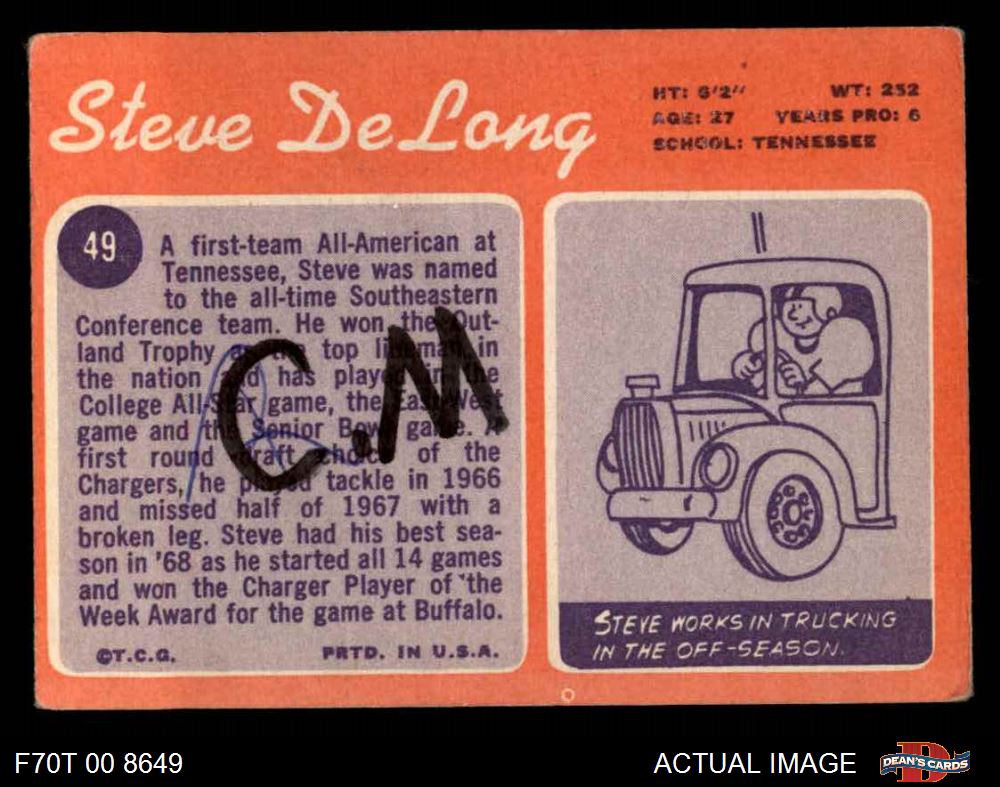 Steve DeLong
HT: 6'2" WT: 252
AGE: 27 YEARS PRO: 6
SCHOOL: TENNESSEE
49
A first-team All-American at
Tennessee, Steve was named
to the all-time Southeastern
Conference team. He won the Out-
land Trophy as the top lineman in
the nation and has played in the
College All-Star game, the East-West
game and the Senior Bowl game. A
first round draft choice of the
Chargers, he played tackle in 1966
and missed half of 1967 with a
broken leg. Steve had his best sea-
son in '68 as he started all 14 games
and won the Charger Player of the
Week Award for the game at Buffalo.
C.M
©T.C.G. PRTD. IN U.S.A.
STEVE WORKS IN TRUCKING
IN THE OFF-SEASON.
F70T 00 8649
ACTUAL IMAGE
DEAN'S CARDS